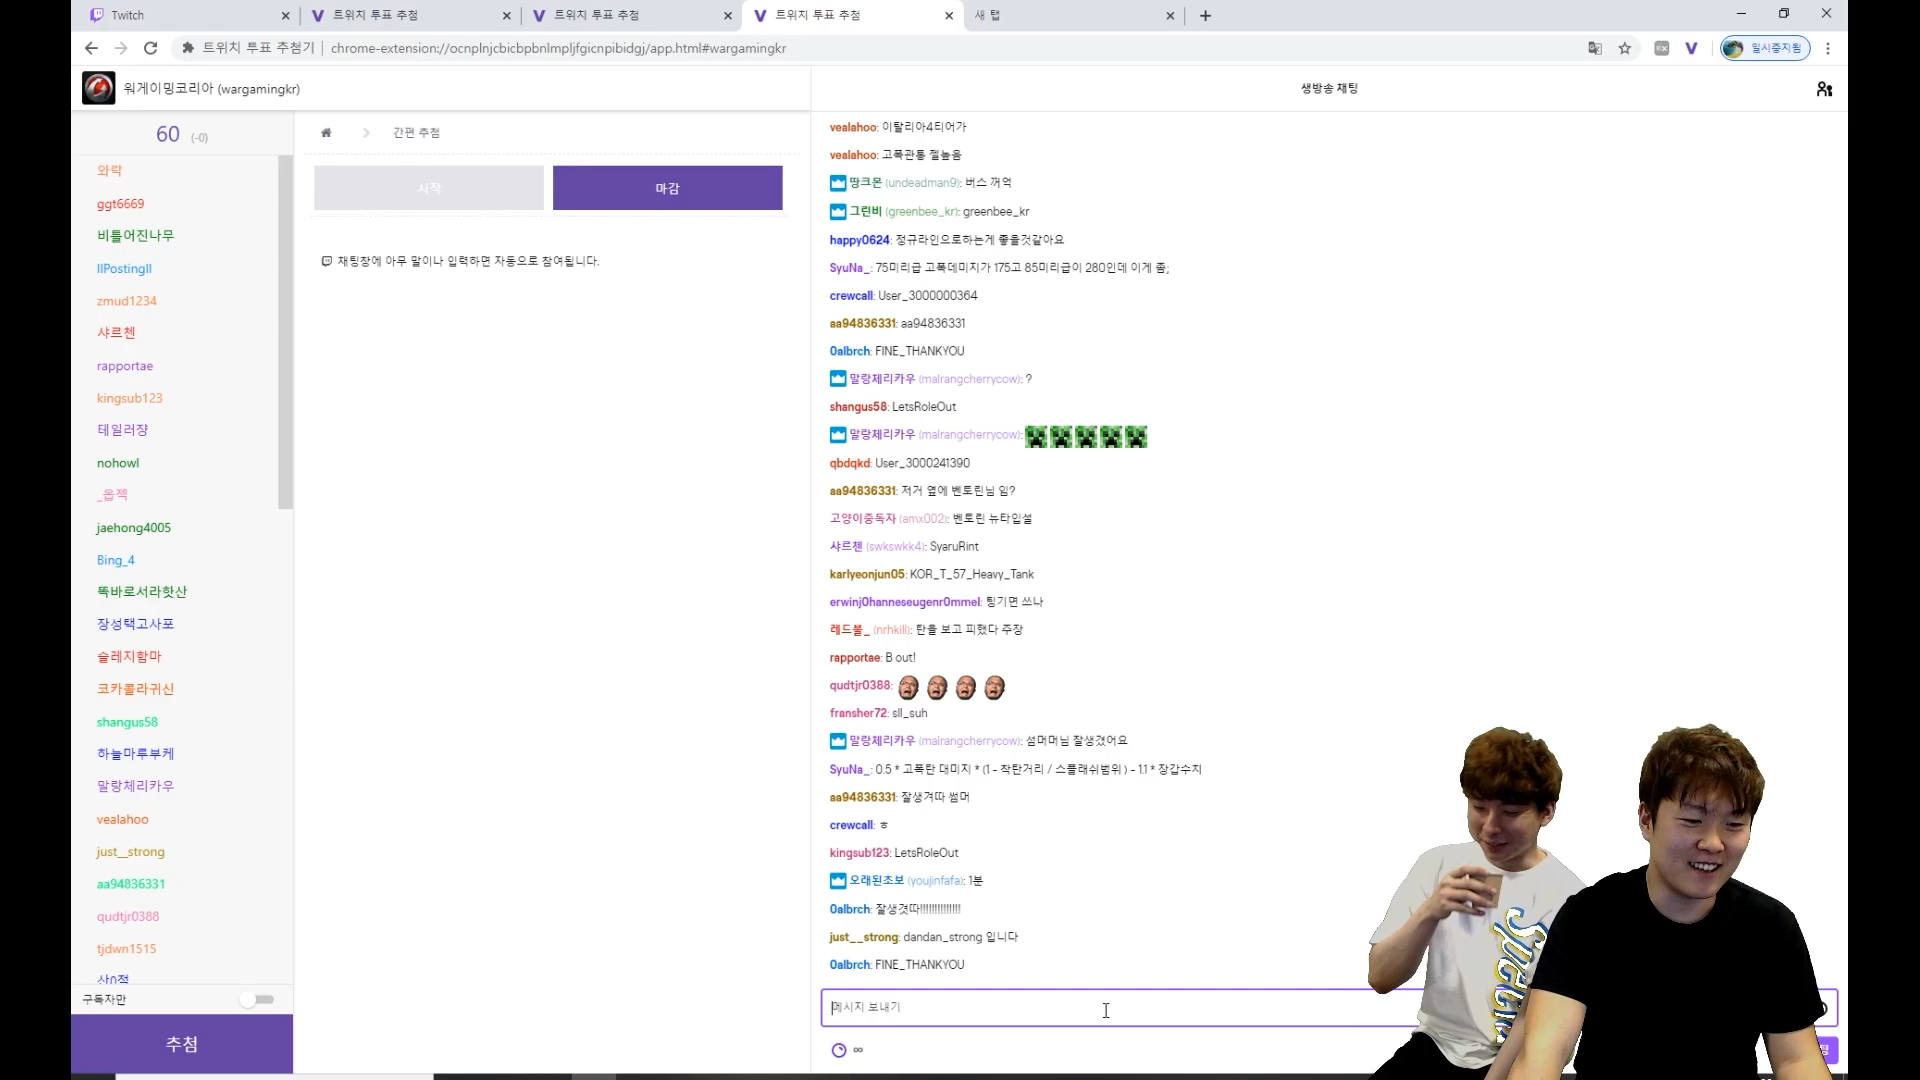 Twitch
트위치 투표 추첨
트위치 투표 추첨
트위치 투표 추첨
새 탭
트위치 투표 추첨기 | chrome-extension://ocnplnjcbicbpbnlmpljfgicnpibidgj/app.html#wargamingkr
일시중지됨
워게이밍코리아 (wargamingkr)
60 (-0)
와락
ggt6669
비틀어진나무
llPostingll
zmud1234
샤르첸
rapportae
kingsub123
테일러쟝
nohowl
_옵젝
jaehong4005
Bing_4
똑바로서라핫산
장성택고사포
슬레지함마
코카콜라귀신
shangus58
하늘마루부케
말랑체리카우
vealahoo
just__strong
aa94836331
qudtjr0388
tjdwn1515
산0절
구독자만
추첨
간편 추첨
시작
마감
채팅창에 아무 말이나 입력하면 자동으로 참여됩니다.
생방송 채팅
vealahoo: 이탈리아4티어가
vealahoo: 고폭관통 젤높음
땅크몬 (undeadman9): 버스 꺼억
그린비 (greenbee_kr): greenbee_kr
happy0624: 정규라인으로하는게 좋을것같아요
SyuNa_: 75미리급 고폭데미지가 175고 85미리급이 280인데 이게 좀;
crewcall: User_3000000364
aa94836331: aa94836331
0albrch: FINE_THANKYOU
말랑체리카우 (malrangcherrycow): ?
shangus58: LetsRoleOut
말랑체리카우 (malrangcherrycow):
qbdqkd: User_3000241390
aa94836331: 저거 옆에 벤토린님 임?
고양이중독자 (amx002): 벤토린 뉴타입설
샤르첸 (swkswkk4): SyaruRint
karlyeonjun05: KOR_T_57_Heavy_Tank
erwinj0hanneseugenr0mmel: 팅기면 쓰나
레드불_ (nrhkill): 탄을 보고 피했다 주장
rapportae: B out!
qudtjr0388:
fransher72: sll_suh
말랑체리카우 (malrangcherrycow): 섬머머님 잘생겼어요
SyuNa_: 0.5 * 고폭탄 대미지 * (1 - 착탄거리 / 스플래쉬범위 ) - 1.1 * 장갑수치
aa94836331: 잘생겨따 썸머
crewcall: ㅎ
kingsub123: LetsRoleOut
오래된초보 (youjinfafa): 1분
0albrch: 잘생겻따!!!!!!!!!!!!!!!
just__strong: dandan_strong 입니다
0albrch: FINE_THANKYOU
메시지 보내기
∞